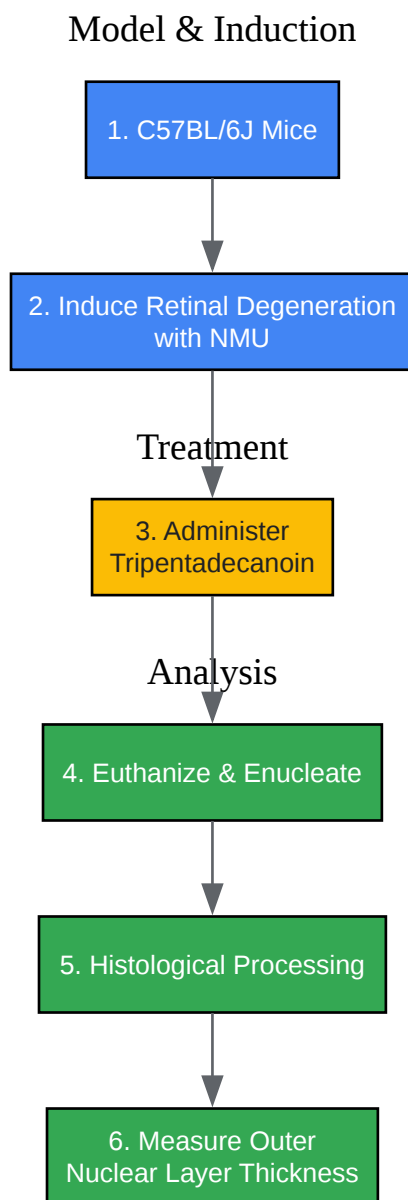 Model & Induction
1. C57BL/6J Mice
2. Induce Retinal Degeneration
with NMU
Treatment
3. Administer
Tripentadecanoin
Analysis
4. Euthanize & Enucleate
5. Histological Processing
6. Measure Outer
Nuclear Layer Thickness